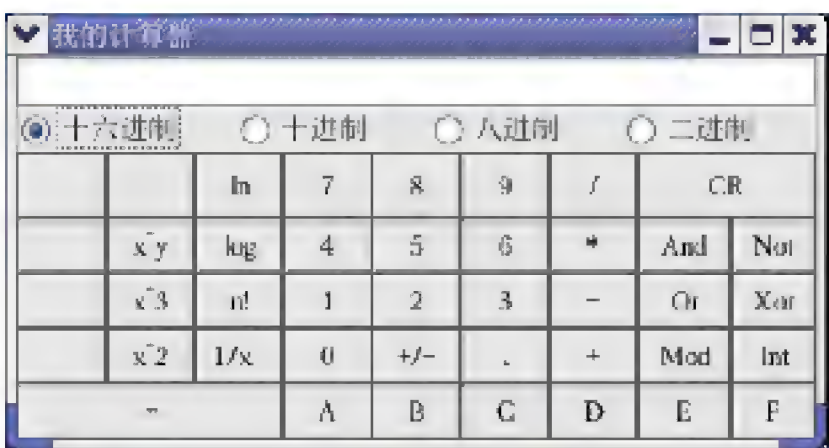 我的计算器
十六进制 十进制 八进制 二进制
ln 7 8 9 / CR
x^y log 4 5 6 * And Not
x^3 n! 1 2 3 - Or Xor
x^2 1/x 0 +/- . + Mod Int
A B C D E F